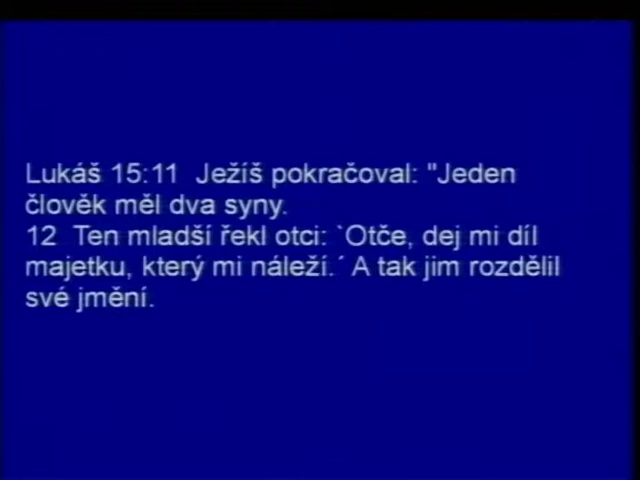 Lukáš 15:11  Ježíš pokračoval: "Jeden
člověk měl dva syny.
12  Ten mladší řekl otci: `Otče, dej mi díl
majetku, který mi náleží.´ A tak jim rozdělil
své jmění.